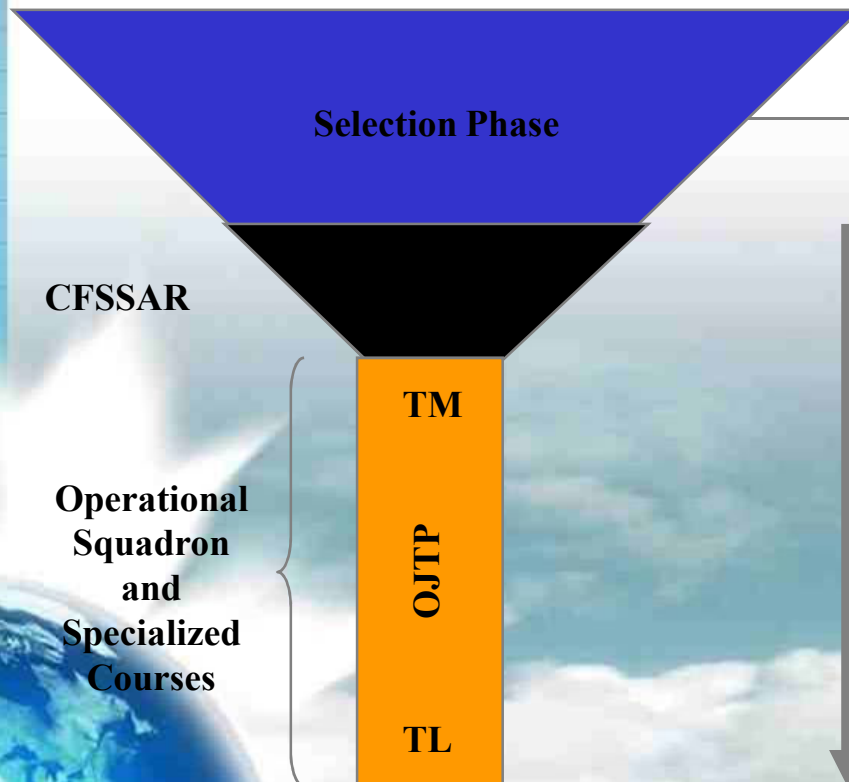 Selection Phase
CFSSAR
TM
Operational
Squadron
and
Specialized
Courses
OJTP
TL